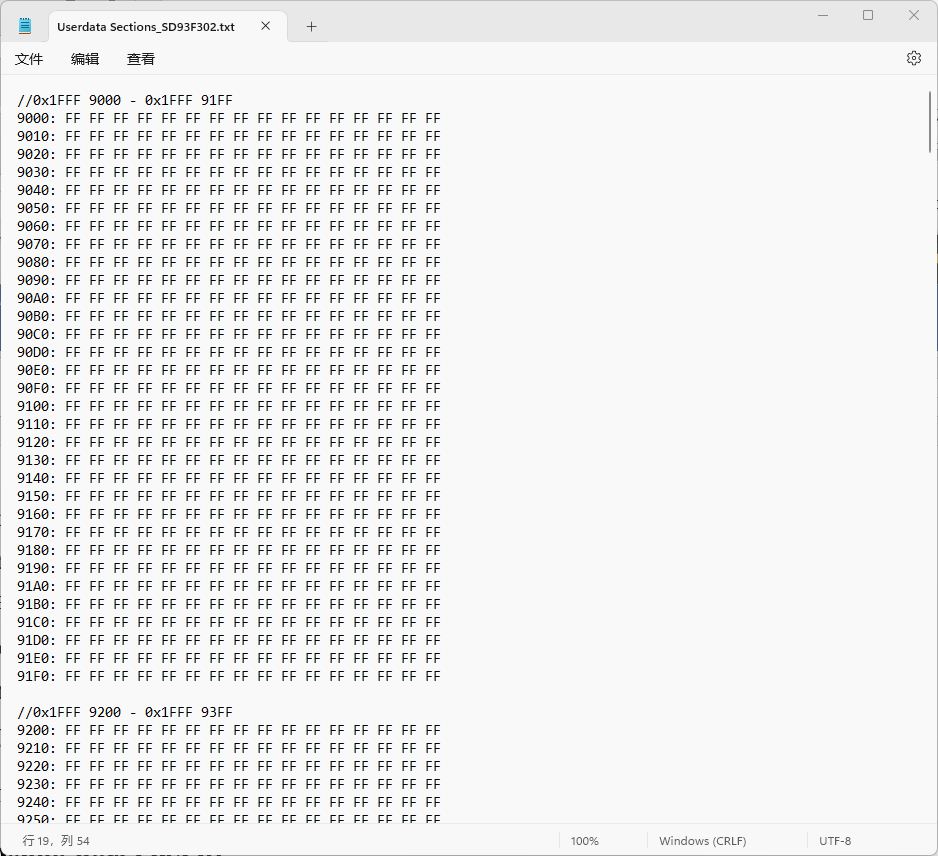 Userdata Sections_SD93F302.txt
文件 编辑 查看
//0x1FFF 9000 - 0x1FFF 91FF
9000: FF FF FF FF FF FF FF FF FF FF FF FF FF FF FF FF
9010: FF FF FF FF FF FF FF FF FF FF FF FF FF FF FF FF
9020: FF FF FF FF FF FF FF FF FF FF FF FF FF FF FF FF
9030: FF FF FF FF FF FF FF FF FF FF FF FF FF FF FF FF
9040: FF FF FF FF FF FF FF FF FF FF FF FF FF FF FF FF
9050: FF FF FF FF FF FF FF FF FF FF FF FF FF FF FF FF
9060: FF FF FF FF FF FF FF FF FF FF FF FF FF FF FF FF
9070: FF FF FF FF FF FF FF FF FF FF FF FF FF FF FF FF
9080: FF FF FF FF FF FF FF FF FF FF FF FF FF FF FF FF
9090: FF FF FF FF FF FF FF FF FF FF FF FF FF FF FF FF
90A0: FF FF FF FF FF FF FF FF FF FF FF FF FF FF FF FF
90B0: FF FF FF FF FF FF FF FF FF FF FF FF FF FF FF FF
90C0: FF FF FF FF FF FF FF FF FF FF FF FF FF FF FF FF
90D0: FF FF FF FF FF FF FF FF FF FF FF FF FF FF FF FF
90E0: FF FF FF FF FF FF FF FF FF FF FF FF FF FF FF FF
90F0: FF FF FF FF FF FF FF FF FF FF FF FF FF FF FF FF
9100: FF FF FF FF FF FF FF FF FF FF FF FF FF FF FF FF
9110: FF FF FF FF FF FF FF FF FF FF FF FF FF FF FF FF
9120: FF FF FF FF FF FF FF FF FF FF FF FF FF FF FF FF
9130: FF FF FF FF FF FF FF FF FF FF FF FF FF FF FF FF
9140: FF FF FF FF FF FF FF FF FF FF FF FF FF FF FF FF
9150: FF FF FF FF FF FF FF FF FF FF FF FF FF FF FF FF
9160: FF FF FF FF FF FF FF FF FF FF FF FF FF FF FF FF
9170: FF FF FF FF FF FF FF FF FF FF FF FF FF FF FF FF
9180: FF FF FF FF FF FF FF FF FF FF FF FF FF FF FF FF
9190: FF FF FF FF FF FF FF FF FF FF FF FF FF FF FF FF
91A0: FF FF FF FF FF FF FF FF FF FF FF FF FF FF FF FF
91B0: FF FF FF FF FF FF FF FF FF FF FF FF FF FF FF FF
91C0: FF FF FF FF FF FF FF FF FF FF FF FF FF FF FF FF
91D0: FF FF FF FF FF FF FF FF FF FF FF FF FF FF FF FF
91E0: FF FF FF FF FF FF FF FF FF FF FF FF FF FF FF FF
91F0: FF FF FF FF FF FF FF FF FF FF FF FF FF FF FF FF
//0x1FFF 9200 - 0x1FFF 93FF
9200: FF FF FF FF FF FF FF FF FF FF FF FF FF FF FF FF
9210: FF FF FF FF FF FF FF FF FF FF FF FF FF FF FF FF
9220: FF FF FF FF FF FF FF FF FF FF FF FF FF FF FF FF
9230: FF FF FF FF FF FF FF FF FF FF FF FF FF FF FF FF
9240: FF FF FF FF FF FF FF FF FF FF FF FF FF FF FF FF
9250: FF FF FF FF FF FF FF FF FF FF FF FF FF FF FF FF
行 19，列 54 100% Windows (CRLF) UTF-8